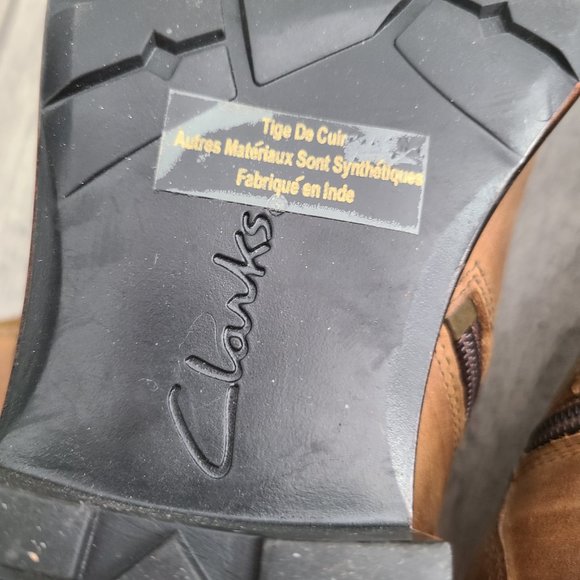 Tige De Cuir
Autres Matériaux Sont Synthétiques
Fabriqué en Inde
Clarks